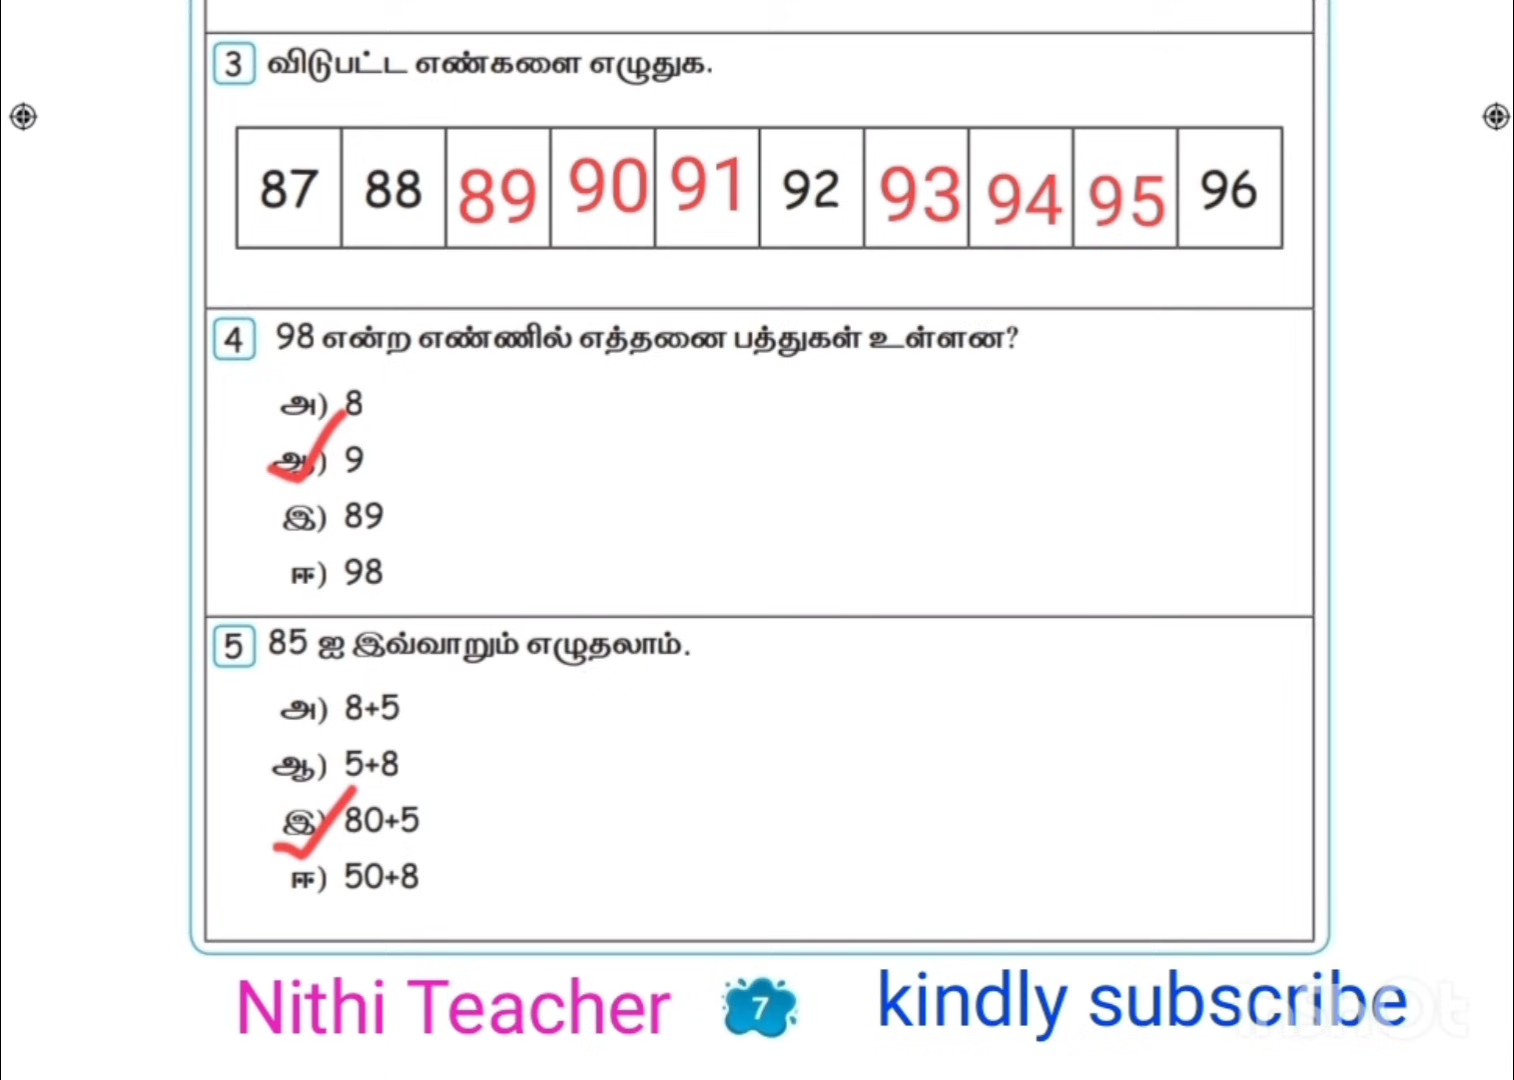 3 விடுபட்ட எண்களை எழுதுக.
87 88 89 90 91 92 93 94 95 96
4 98 என்ற எண்ணில் எத்தனை பத்துகள் உள்ளன?
அ) 8
ஆ) 9
இ) 89
ஈ) 98
5 85 ஐ இவ்வாறும் எழுதலாம்.
அ) 8+5
ஆ) 5+8
இ) 80+5
ஈ) 50+8
Nithi Teacher 7 kindly subscribe